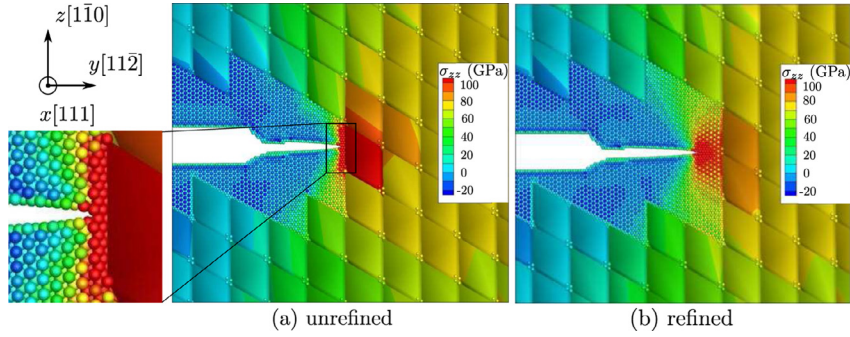 z[11̄0]
y[112̄]
x[111]
σzz (GPa)
100
80
60
40
20
0
-20
σzz (GPa)
100
80
60
40
20
0
-20
(a) unrefined
(b) refined